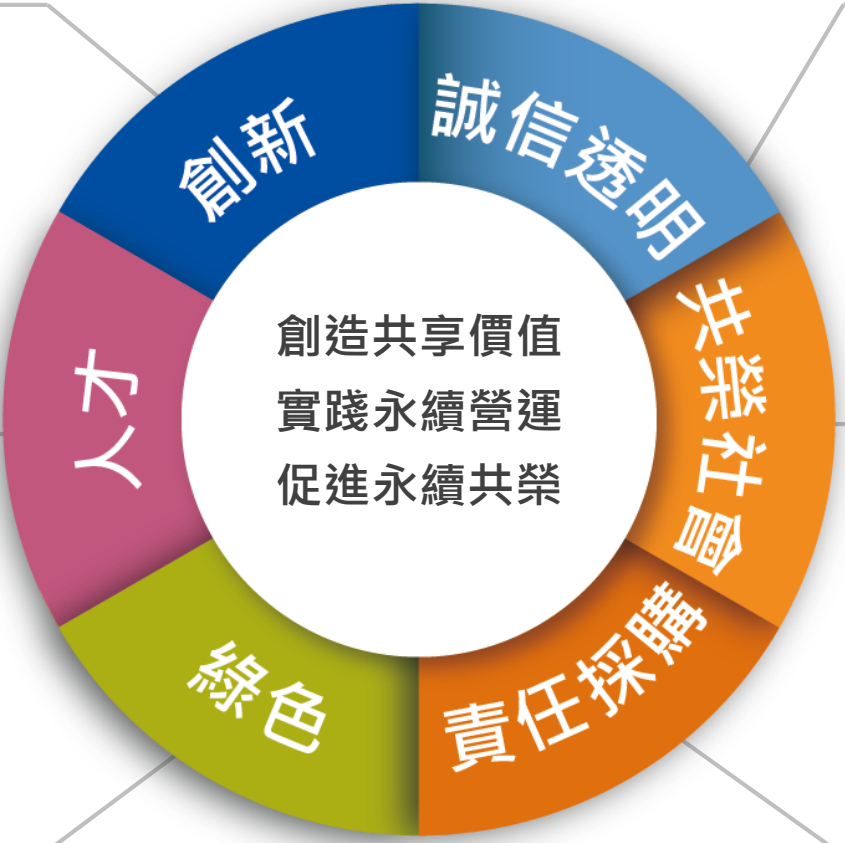 創新
誠信透明
共榮社會
責任採購
綠色
人才
創造共享價值
實踐永續營運
促進永續共榮